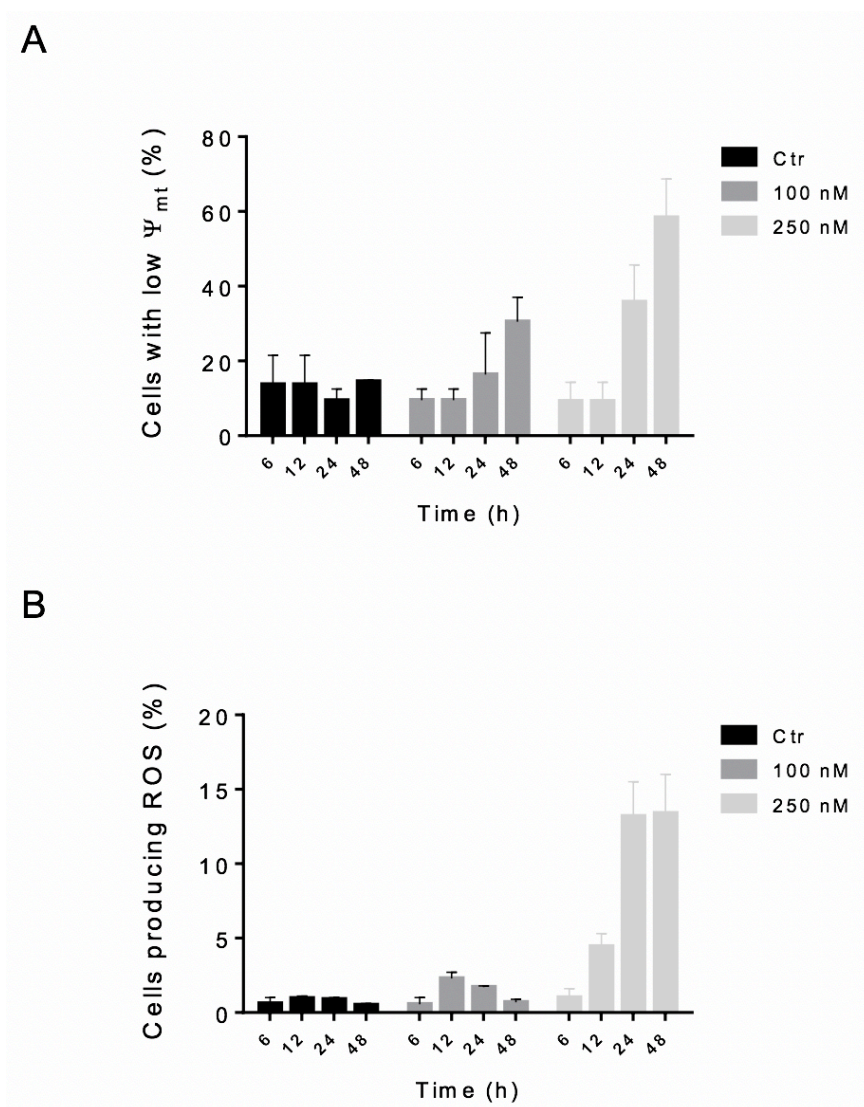 A
Cells with low Ψmt (%)
80
60
40
20
0
6 12 24 48 6 12 24 48 6 12 24 48
Time (h)
Ctr
100 nM
250 nM
B
Cells producing ROS (%)
20
15
10
5
0
6 12 24 48 6 12 24 48 6 12 24 48
Time (h)
Ctr
100 nM
250 nM